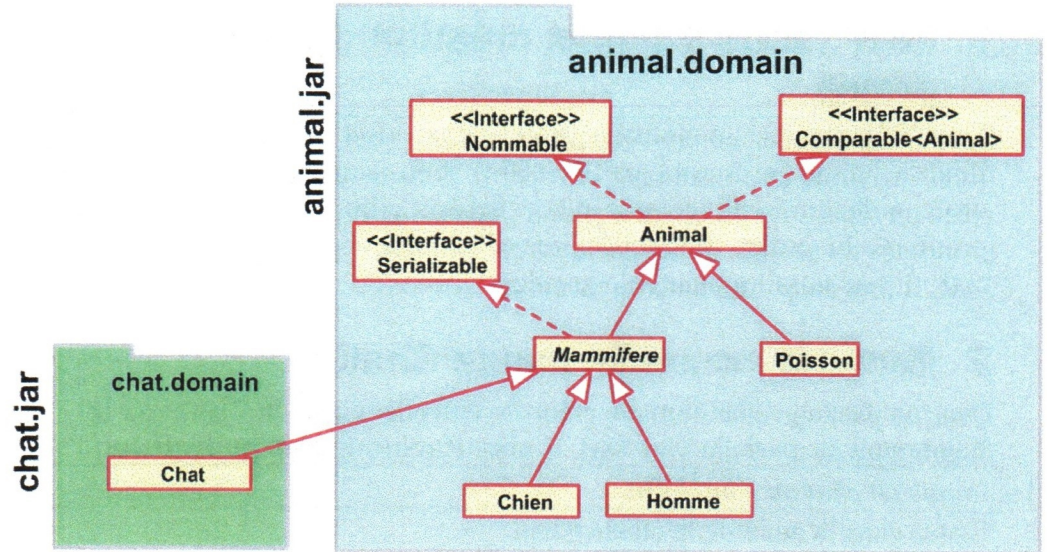 animal.jar
animal.domain
<<Interface>>
Nommable
<<Interface>>
Comparable<Animal>
<<Interface>>
Serializable
Animal
Mammifere
Poisson
chat.jar
chat.domain
Chat
Chien
Homme